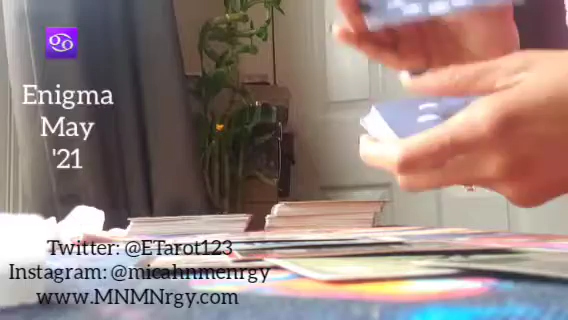 ♋
Enigma
May
'21
Twitter: @ETarot123
Instagram: @micahnmenrgy
www.MNMNrgy.com